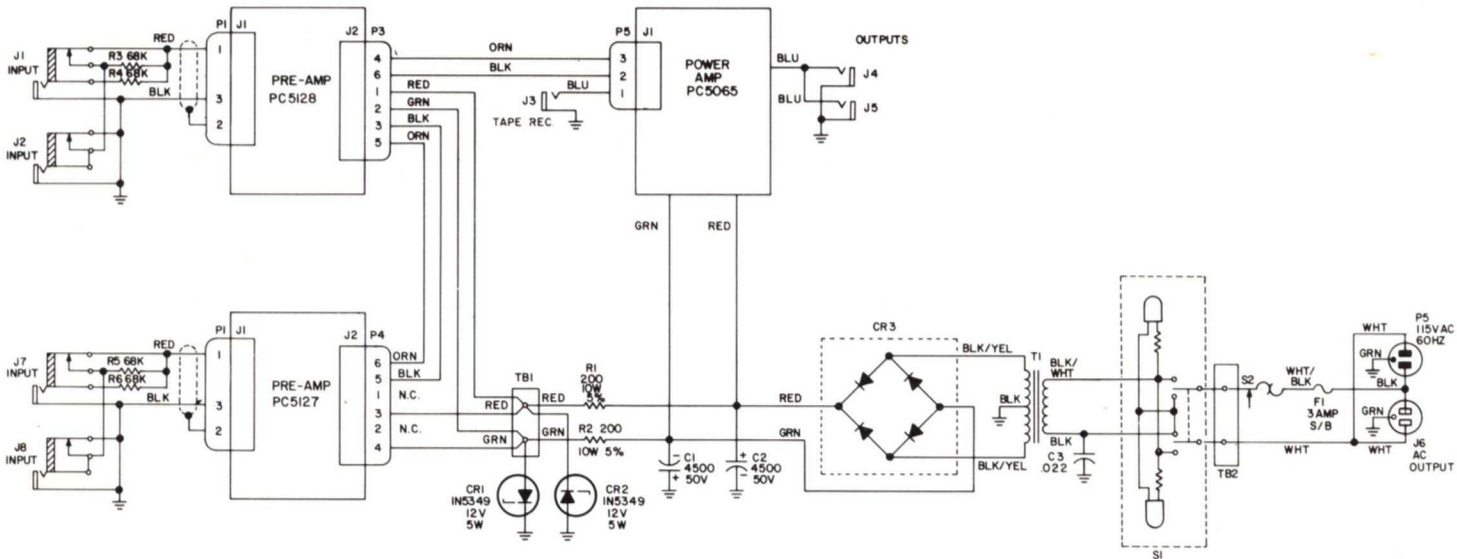 P1 J1
RED
J1
INPUT
R3 68K
R4 68K
BLK
1
3
2
J2
INPUT
PRE-AMP
PC5128
J2 P3
4
6
1
2
3
5
ORN
BLK
RED
GRN
BLK
ORN
P5 J1
3
2
1
BLU
J3
TAPE REC.
POWER
AMP
PC5065
OUTPUTS
BLU
J4
BLU
J5
GRN
RED
P1 J1
RED
J7
INPUT
R5 68K
R6 68K
BLK
1
3
2
J8
INPUT
PRE-AMP
PC5127
J2 P4
ORN
6
BLK
5
1 N.C.
3
2 N.C.
4
TB1
RED
RED
GRN
GRN
R1
200
10W
5%
R2 200
10W 5%
CR1
IN5349
12V
5W
CR2
IN5349
12V
5W
- C1
4500
+ 50V
+ C2
4500
- 50V
RED
GRN
CR3
BLK/YEL
BLK
BLK/YEL
T1
BLK/
WHT
BLK
C3
.022
S1
TB2
S2
WHT/
BLK
F1
3 AMP
S/B
WHT
WHT
GRN
BLK
GRN
WHT
P5
115VAC
60HZ
J6
AC
OUTPUT